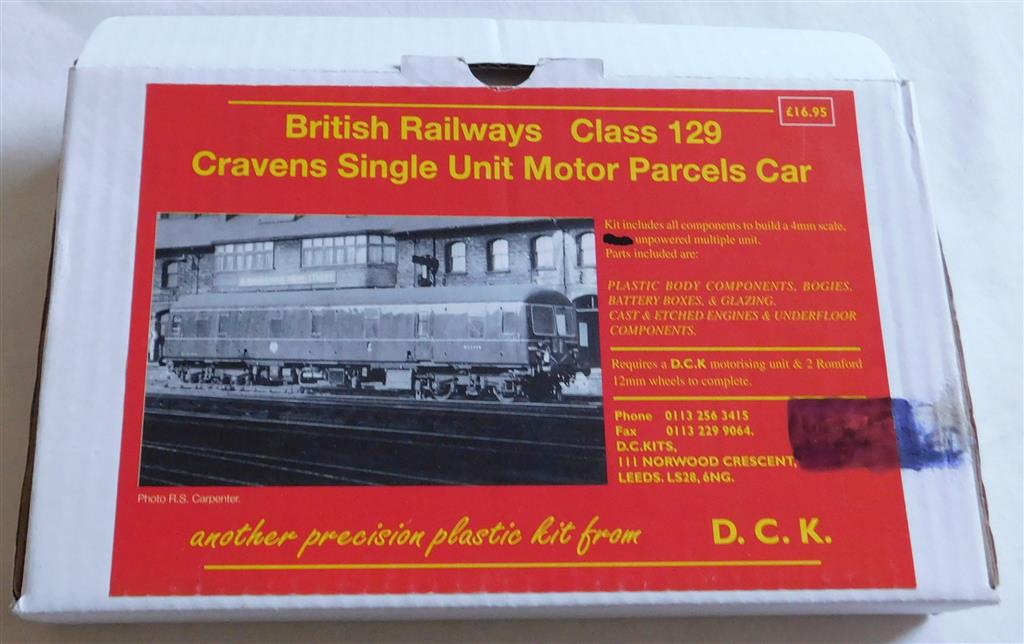 £16.95
British Railways Class 129
Cravens Single Unit Motor Parcels Car
Kit includes all components to build a 4mm scale,
unpowered multiple unit.
Parts included are:
PLASTIC BODY COMPONENTS, BOGIES,
BATTERY BOXES, & GLAZING.
CAST & ETCHED ENGINES & UNDERFLOOR
COMPONENTS.
Requires a D.C.K motorising unit & 2 Romford
12mm wheels to complete.
Phone 0113 256 3415
Fax 0113 229 9064.
D.C.KITS,
111 NORWOOD CRESCENT,
LEEDS. LS28, 6NG.
Photo R.S. Carpenter.
another precision plastic kit from D. C. K.